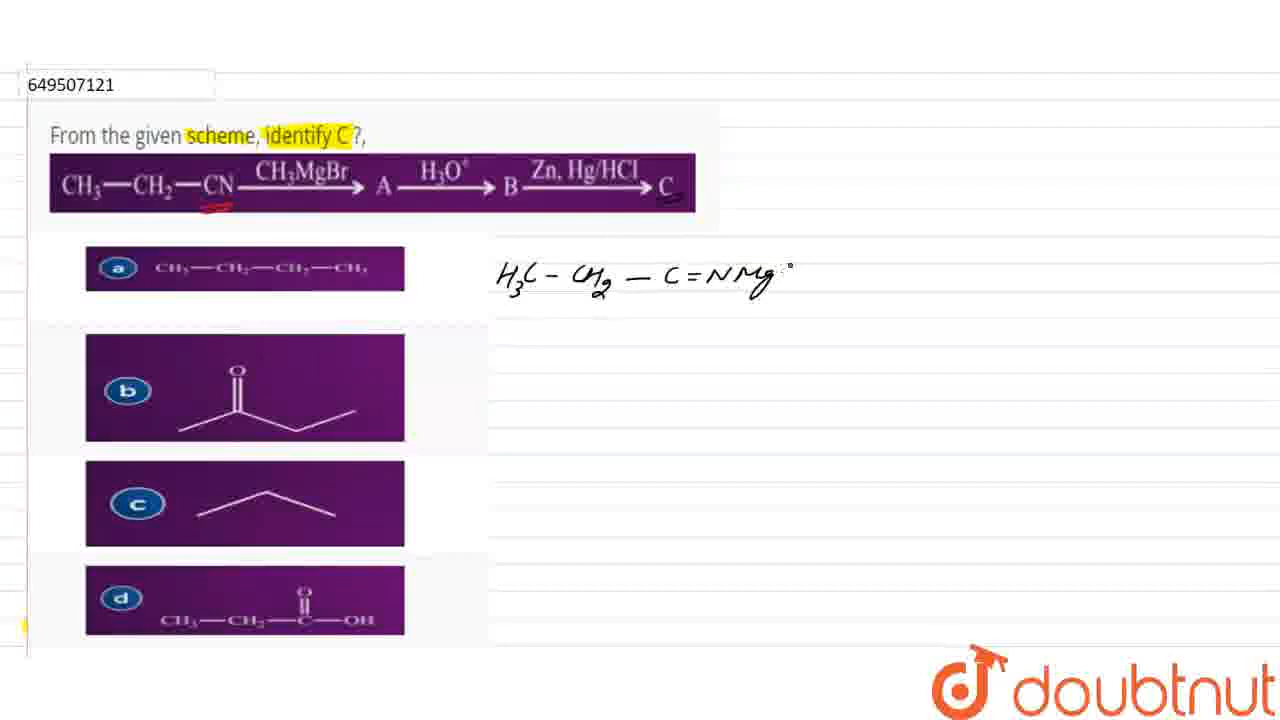 649507121
From the given scheme, identify C ?,
CH₃—CH₂—CN CH₃MgBr A H₃O⁺ B Zn, Hg/HCl C
a CH₃—CH₂—CH₂—CH₃
H₃C – CH₂ — C = N Mg
b O
c
d O
CH₃—CH₂—C—OH
doubtnut